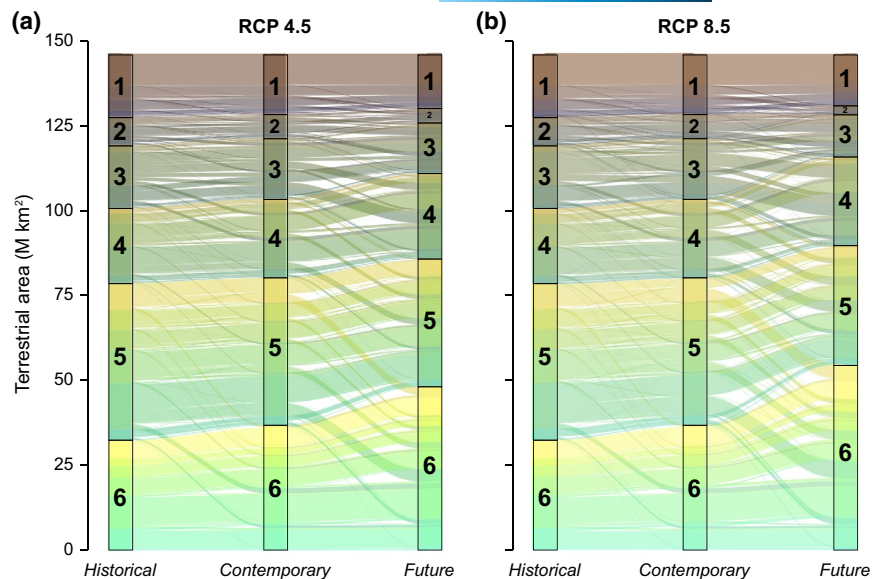 (a) RCP 4.5 (b) RCP 8.5
150
125
100
75
50
25
0
Terrestrial area (M km²)
1 1 1 1 1 1
2 2 2 2 2 2
3 3 3 3 3 3
4 4 4 4 4 4
5 5 5 5 5 5
6 6 6 6 6 6
Historical Contemporary Future Historical Contemporary Future